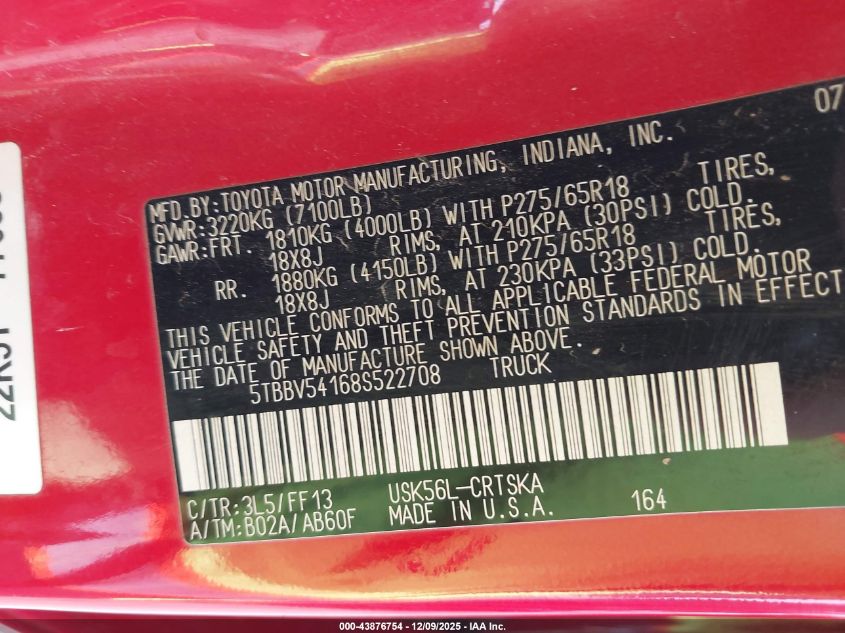 07
MFD.BY:TOYOTA MOTOR MANUFACTURING, INDIANA, INC.
GVWR:3220KG (7100LB)
GAWR:FRT. 1810KG (4000LB) WITH P275/65R18 TIRES,
18X8J RIMS, AT 210KPA (30PSI) COLD.
RR. 1880KG (4150LB) WITH P275/65R18 TIRES,
18X8J RIMS, AT 230KPA (33PSI) COLD.
THIS VEHICLE CONFORMS TO ALL APPLICABLE FEDERAL MOTOR
VEHICLE SAFETY AND THEFT PREVENTION STANDARDS IN EFFECT
THE DATE OF MANUFACTURE SHOWN ABOVE.
5TBBV54168S522708 TRUCK
C/TR:3L5/FF13 USK56L-CRTSKA
A/TM:B02A/AB60F MADE IN U.S.A. 164
000-43876754 - 12/09/2025 - IAA Inc.